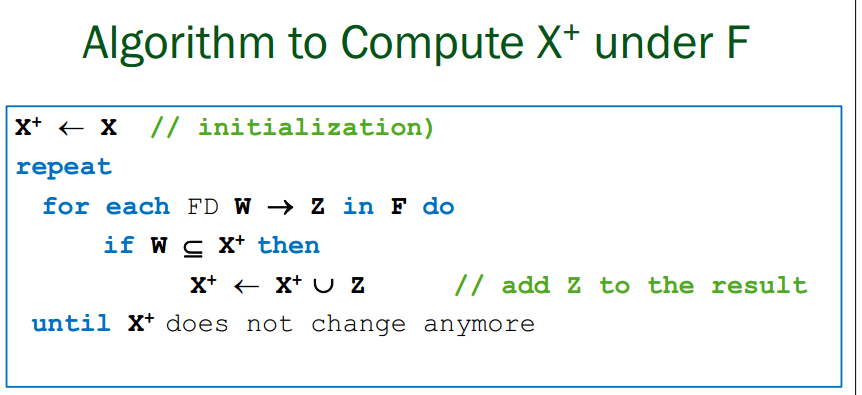 Algorithm to Compute X⁺ under F
X⁺ ← X // initialization)
repeat
for each FD W → Z in F do
if W ⊆ X⁺ then
X⁺ ← X⁺ ∪ Z // add Z to the result
until X⁺ does not change anymore